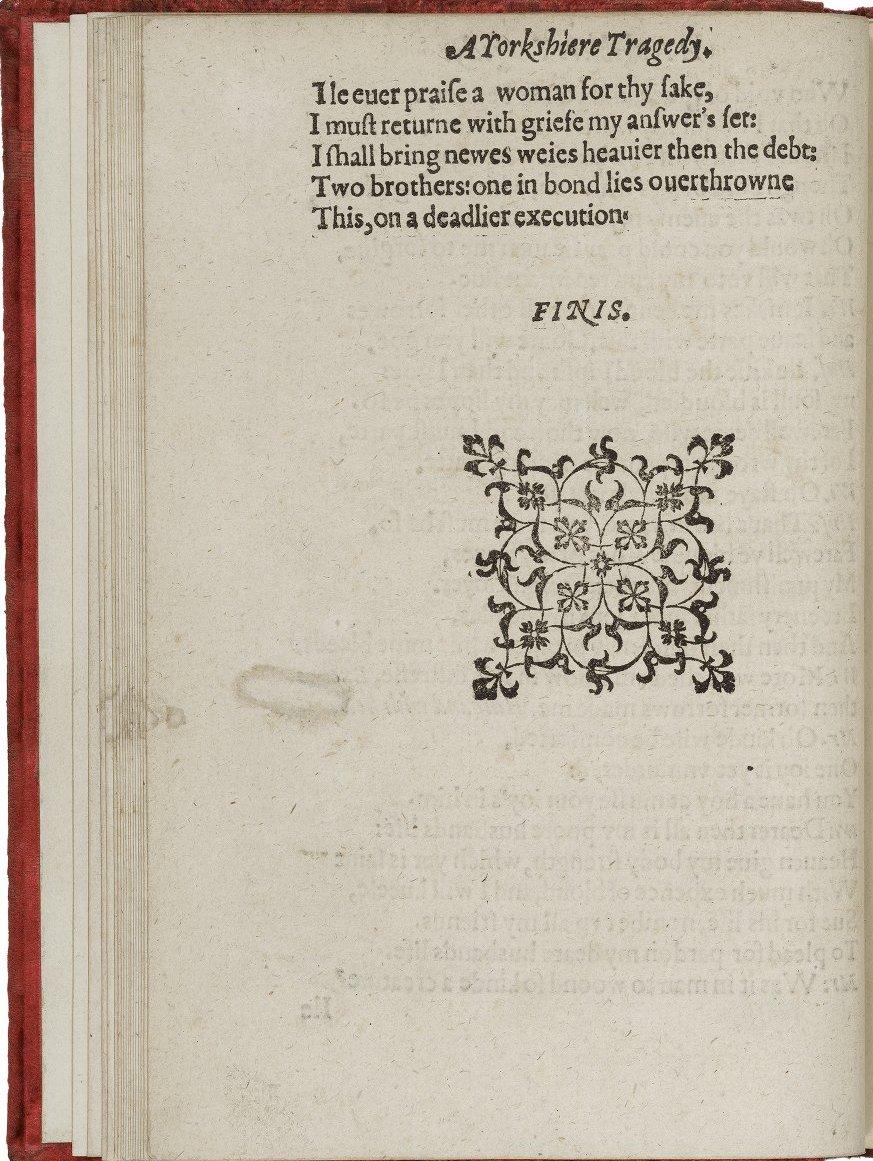 A Yorkshiere Tragedy.
Ile euer praiſe a woman for thy ſake,
I muſt returne with griefe my anſwer's ſet:
I ſhall bring newes weies heauier then the debt:
Two brothers: one in bond lies ouerthrowne
This, on a deadlier execution.
FINIS.